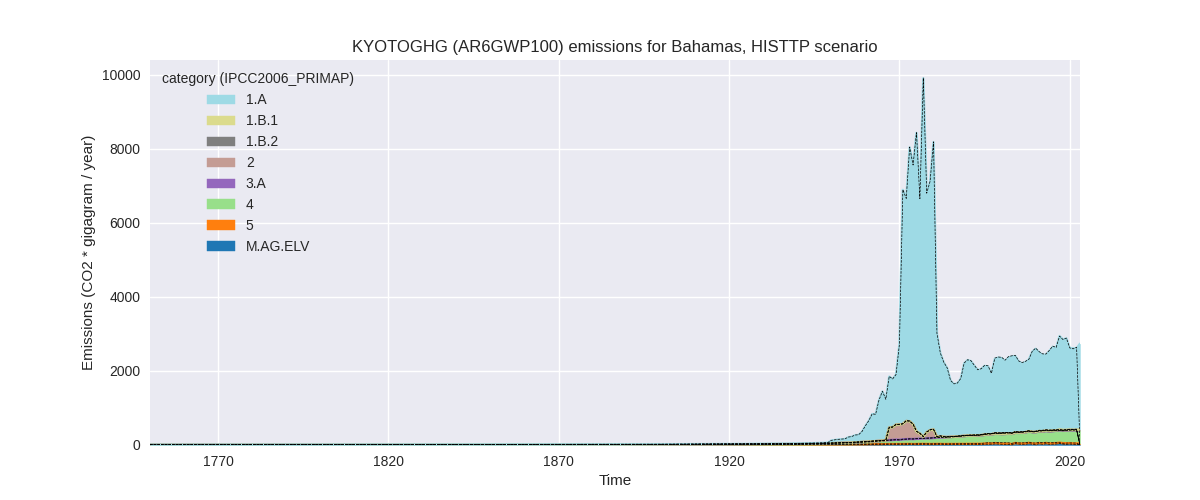 KYOTOGHG (AR6GWP100) emissions for Bahamas, HISTTP scenario
Emissions (CO2 * gigagram / year)
10000
8000
6000
4000
2000
0
category (IPCC2006_PRIMAP)
1.A
1.B.1
1.B.2
2
3.A
4
5
M.AG.ELV
1770
1820
1870
1920
1970
2020
Time